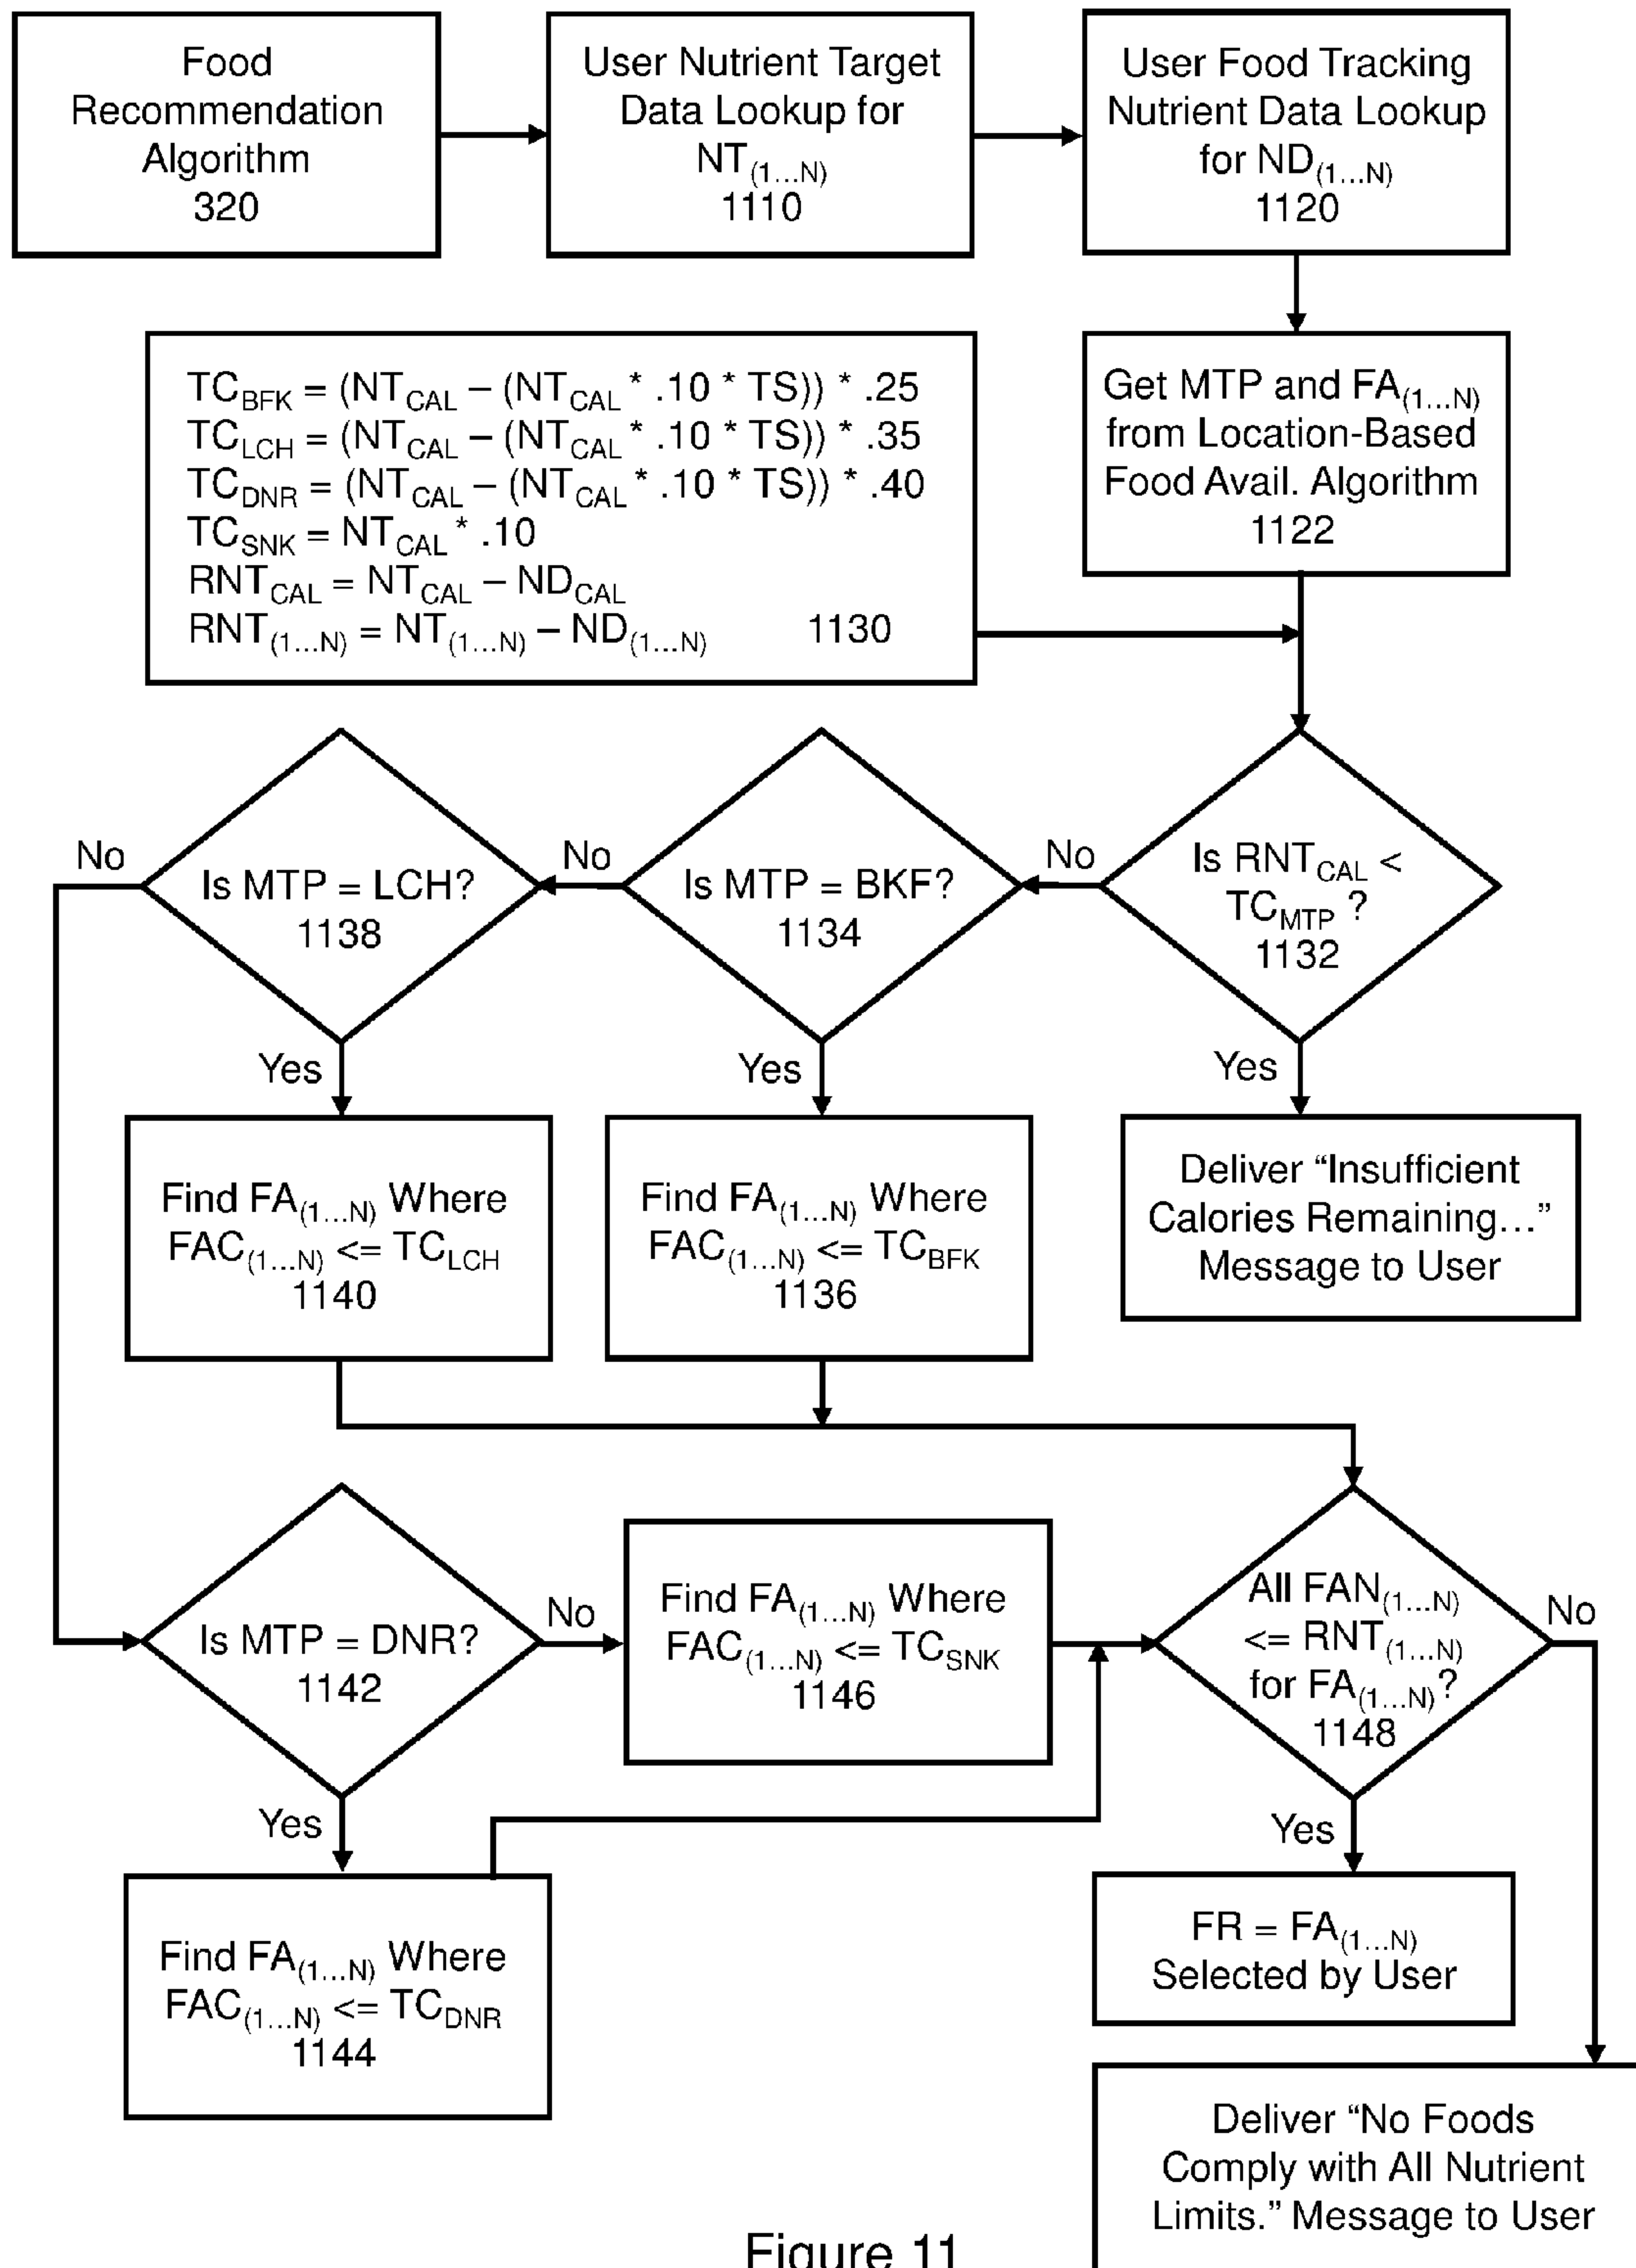 Food
Recommendation
Algorithm
320
User Nutrient Target
Data Lookup for
NT(1...N)
1110
User Food Tracking
Nutrient Data Lookup
for ND(1...N)
1120
TCBFK = (NTCAL – (NTCAL * .10 * TS)) * .25
TCLCH = (NTCAL – (NTCAL * .10 * TS)) * .35
TCDNR = (NTCAL – (NTCAL * .10 * TS)) * .40
TCSNK = NTCAL * .10
RNTCAL = NTCAL – NDCAL
RNT(1...N) = NT(1...N) – ND(1...N) 1130
Get MTP and FA(1...N)
from Location-Based
Food Avail. Algorithm
1122
No
Is MTP = LCH?
1138
No
Is MTP = BKF?
1134
No
Is RNTCAL <
TCMTP ?
1132
Yes
Yes
Yes
Find FA(1...N) Where
FAC(1...N) <= TCLCH
1140
Find FA(1...N) Where
FAC(1...N) <= TCBFK
1136
Deliver “Insufficient
Calories Remaining...”
Message to User
Is MTP = DNR?
1142
No
Find FA(1...N) Where
FAC(1...N) <= TCSNK
1146
All FAN(1...N)
<= RNT(1...N)
for FA(1...N)?
1148
No
Yes
Yes
Find FA(1...N) Where
FAC(1...N) <= TCDNR
1144
FR = FA(1...N)
Selected by User
Deliver “No Foods
Comply with All Nutrient
Limits.” Message to User
Figure 11